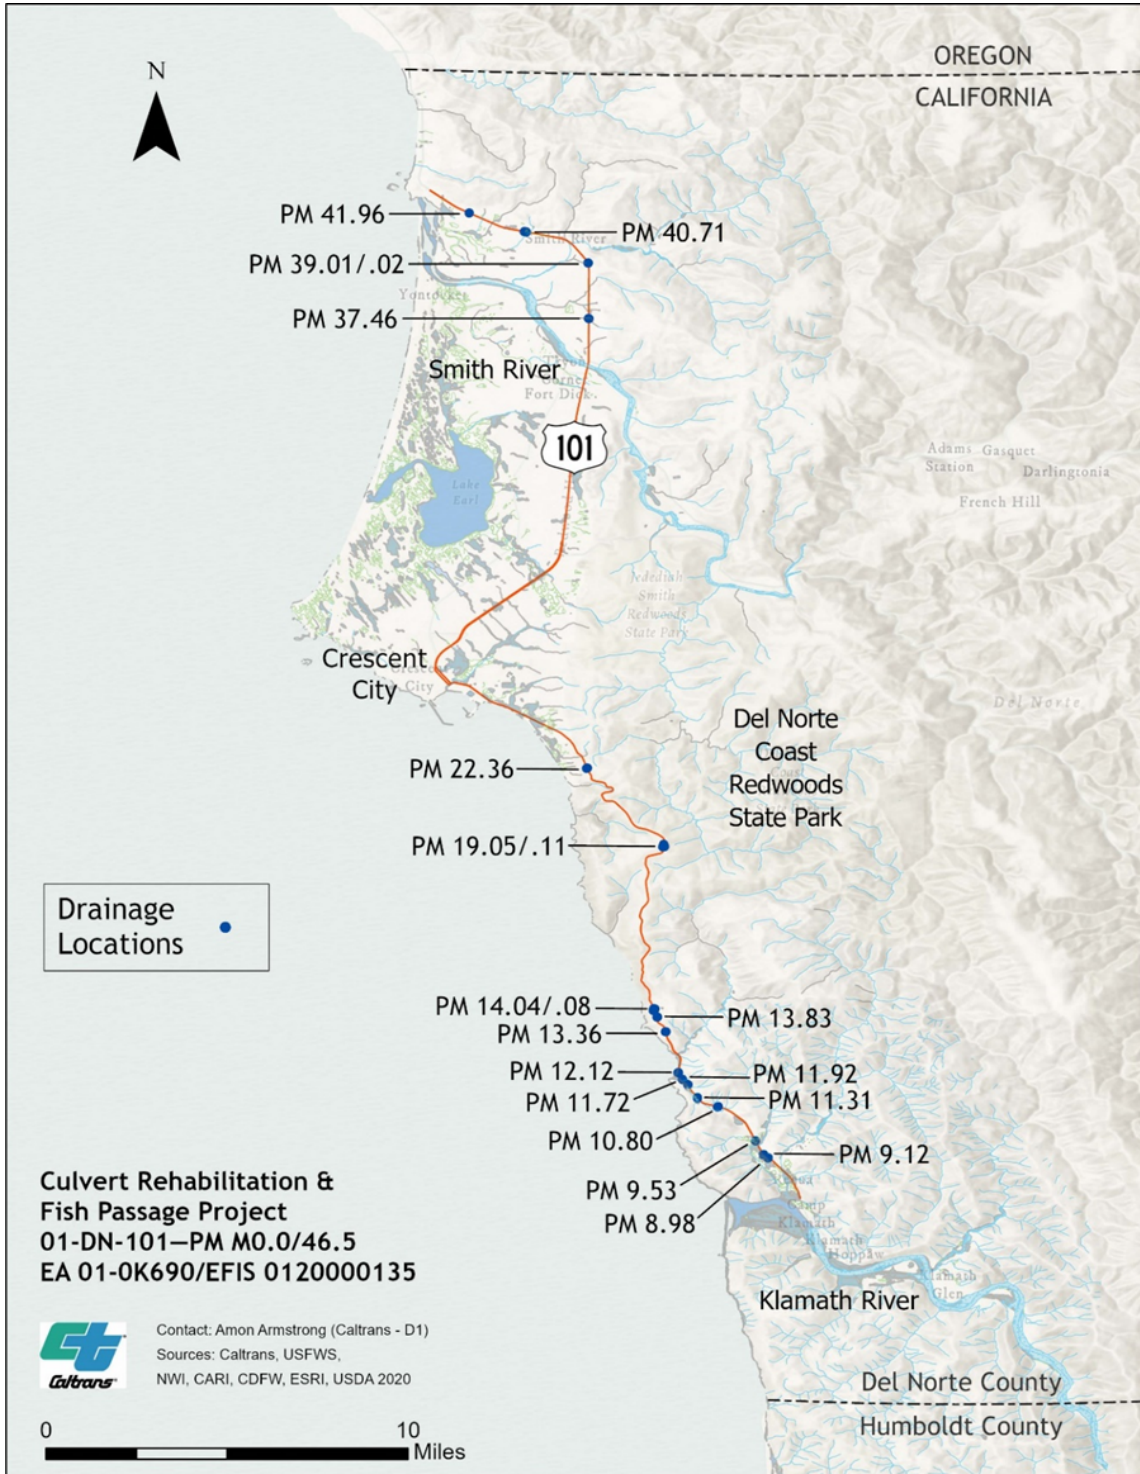 OREGON
CALIFORNIA
N
PM 41.96
PM 40.71
Smith River
PM 39.01/.02
Yontocket
PM 37.46
Smith River
Fort Dick
101
Lake
Earl
Adams
Station
Gasquet
Darlingtonia
French Hill
Jedediah
Smith
Redwoods
State Park
Crescent
City
Crescent
City
Del Norte
Del Norte
Coast
Redwoods
State Park
PM 22.36
PM 19.05/.11
Drainage
Locations
PM 14.04/.08
PM 13.83
PM 13.36
PM 12.12
PM 11.92
PM 11.72
PM 11.31
PM 10.80
PM 9.12
PM 9.53
PM 8.98
Requa
Camp
Klamath
Klamath
Hoppaw
Klamath
Glen
Klamath River
Culvert Rehabilitation &
Fish Passage Project
01-DN-101—PM M0.0/46.5
EA 01-0K690/EFIS 0120000135
Caltrans
Contact: Amon Armstrong (Caltrans - D1)
Sources: Caltrans, USFWS,
NWI, CARI, CDFW, ESRI, USDA 2020
Del Norte County
Humboldt County
0 10
Miles